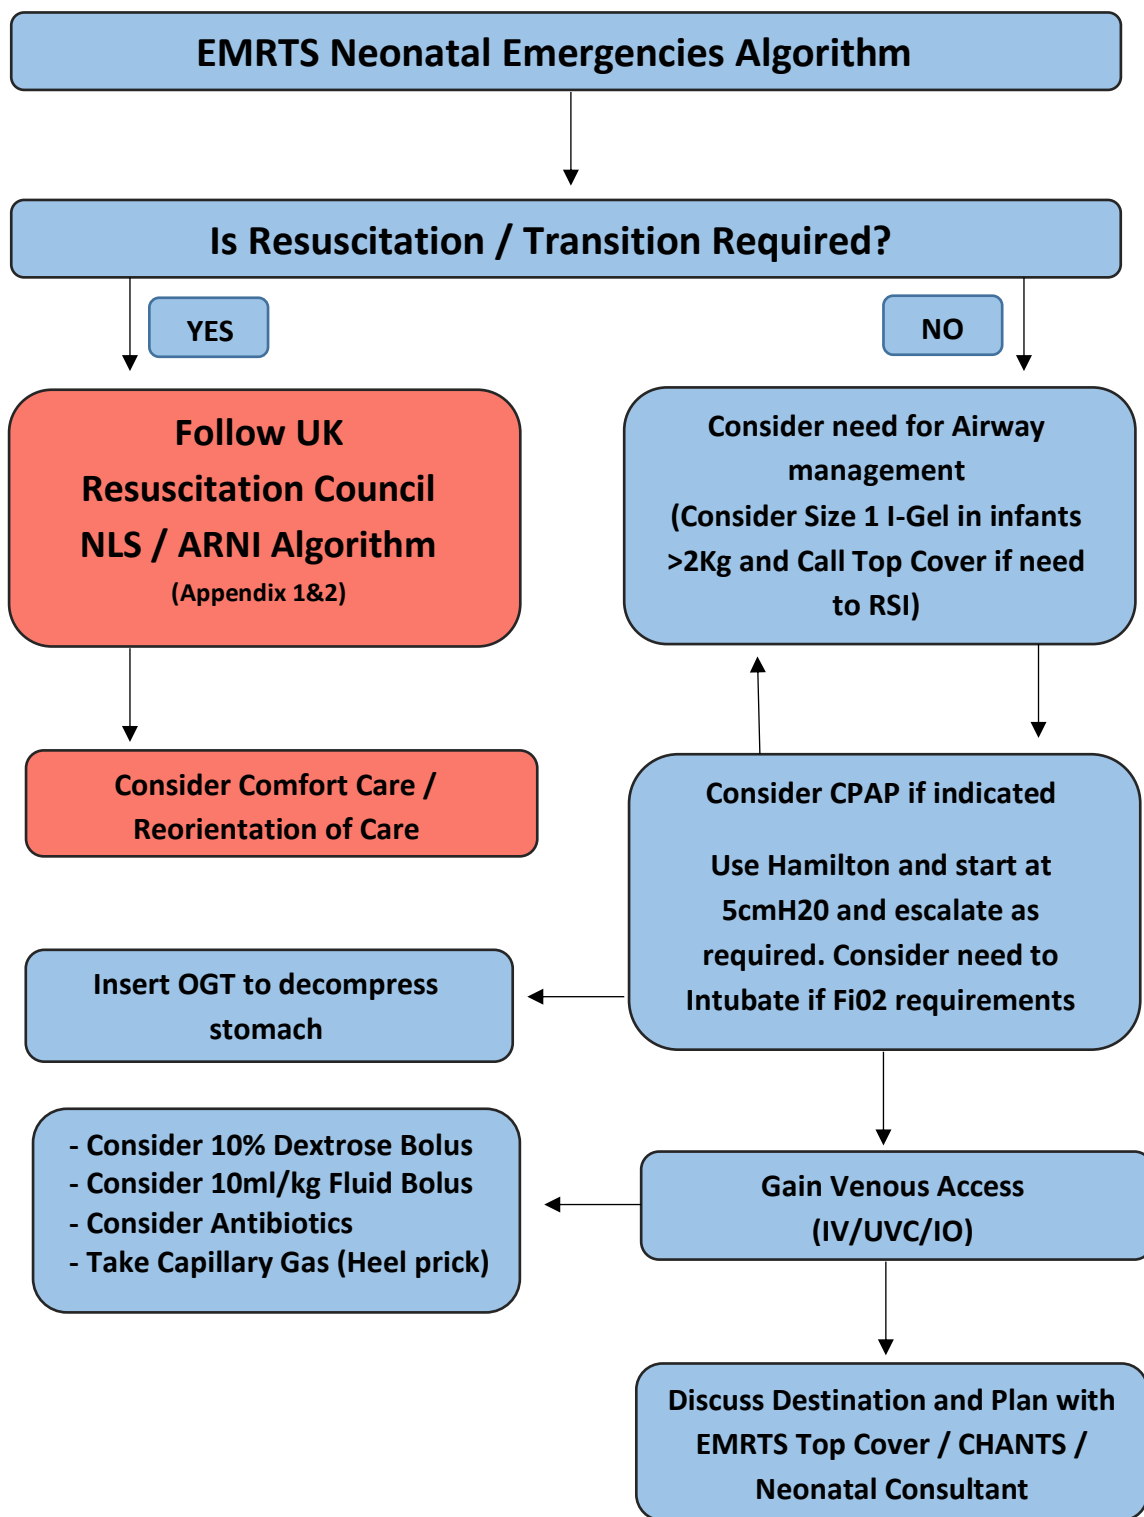 EMRTS Neonatal Emergencies Algorithm
Is Resuscitation / Transition Required?
YES
NO
Follow UK
Resuscitation Council
NLS / ARNI Algorithm
(Appendix 1&2)
Consider need for Airway
management
(Consider Size 1 I-Gel in infants
>2Kg and Call Top Cover if need
to RSI)
Consider Comfort Care /
Reorientation of Care
Consider CPAP if indicated
Use Hamilton and start at
5cmH20 and escalate as
required. Consider need to
Intubate if Fi02 requirements
Insert OGT to decompress
stomach
- Consider 10% Dextrose Bolus
- Consider 10ml/kg Fluid Bolus
- Consider Antibiotics
- Take Capillary Gas (Heel prick)
Gain Venous Access
(IV/UVC/IO)
Discuss Destination and Plan with
EMRTS Top Cover / CHANTS /
Neonatal Consultant